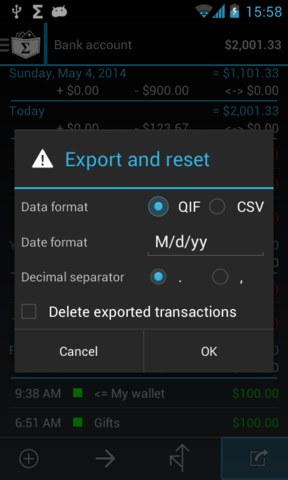 15:58
Bank account $2,001.33
Sunday, May 4, 2014 = $1,101.33
+ $0.00 - $900.00 <-> $0.00
Today = $2,001.33
+ $0.00 - $123.67 <-> $0.00
Export and reset
Data format QIF CSV
Date format M/d/yy
Decimal separator . ,
Delete exported transactions
Cancel OK
9:38 AM <= My wallet $100.00
6:51 AM Gifts $100.00